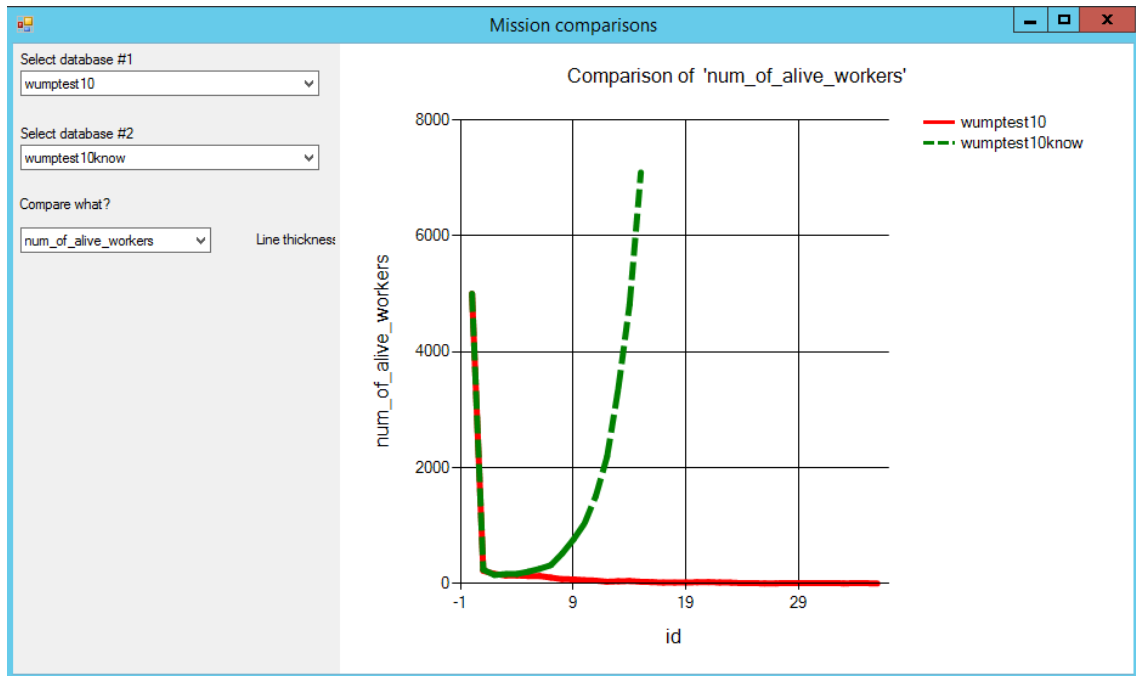 Mission comparisons
Select database #1
wumptest10
Select database #2
wumptest10know
Compare what?
num_of_alive_workers
Line thickness
Comparison of 'num_of_alive_workers'
wumptest10
wumptest10know
num_of_alive_workers
8000
6000
4000
2000
0
-1 9 19 29
id